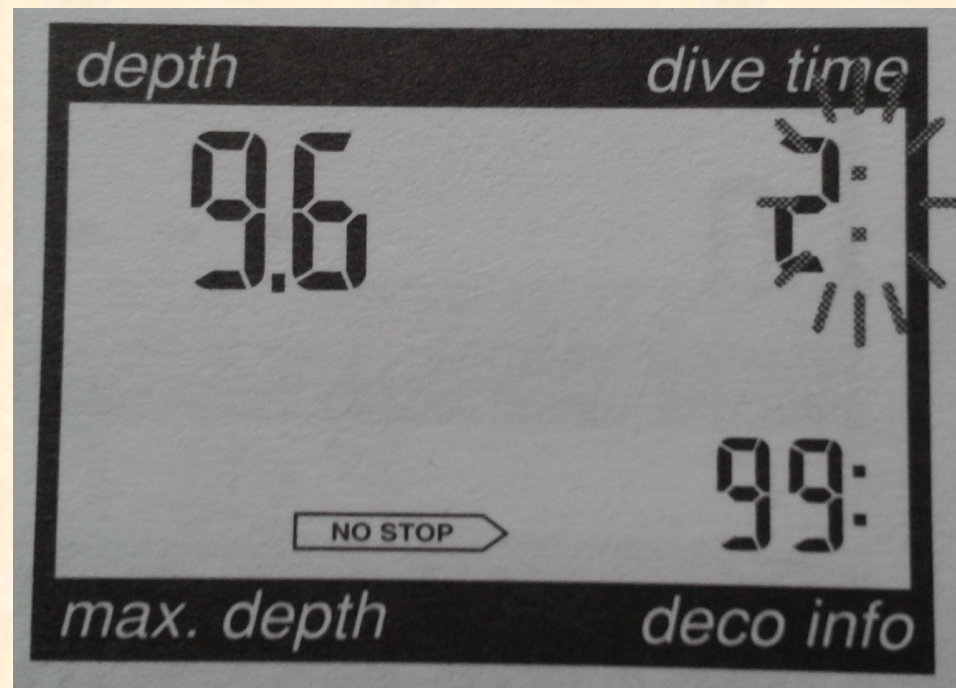 depth dive time
9.6 2:
99:
NO STOP
max. depth deco info